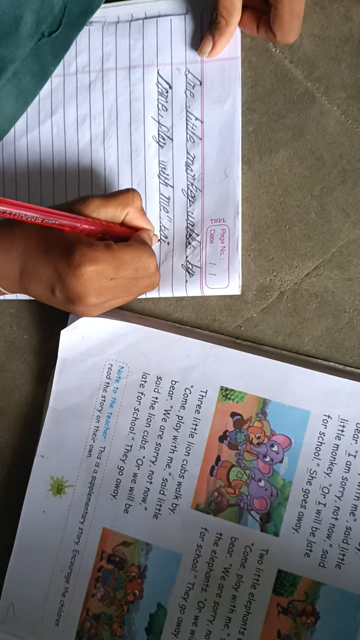 Page No.
Date: / /
One little monkey walks by
"Come, play with me" sai
bear. "I am sorry, not now," said little
little monkey. "Or I will be late
for school." She goes away.
Two little elephants
"Come, play with me
bear. "We are sorry
the elephants. "Or we wi
for school." They go away
Three little lion cubs walk by.
"Come, play with me", said little
bear. "We are sorry, not now,"
said the lion cubs. "Or we will be
late for school." They go away.
Note to the teacher: This is a supplementary story. Encourage the children
read the story on their own.